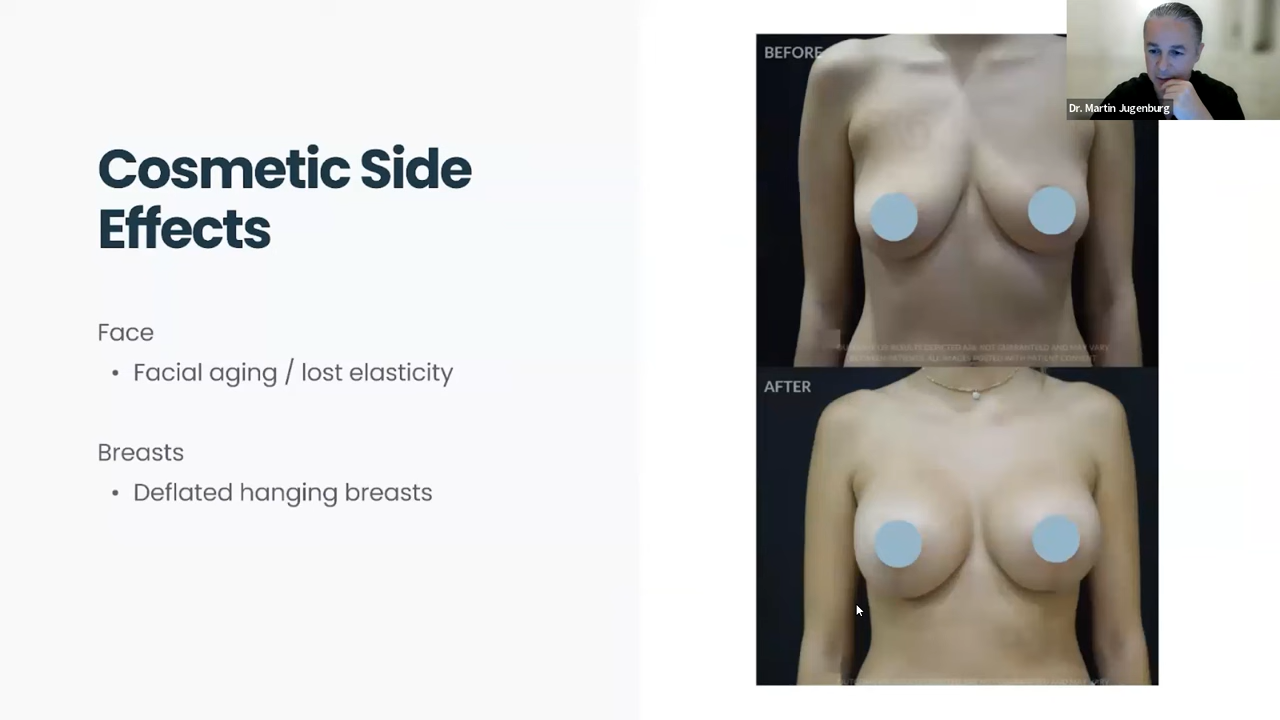 Cosmetic Side
Effects
Face
• Facial aging / lost elasticity
Breasts
• Deflated hanging breasts
BEFORE
Dr. Martin Jugenburg
AFTER